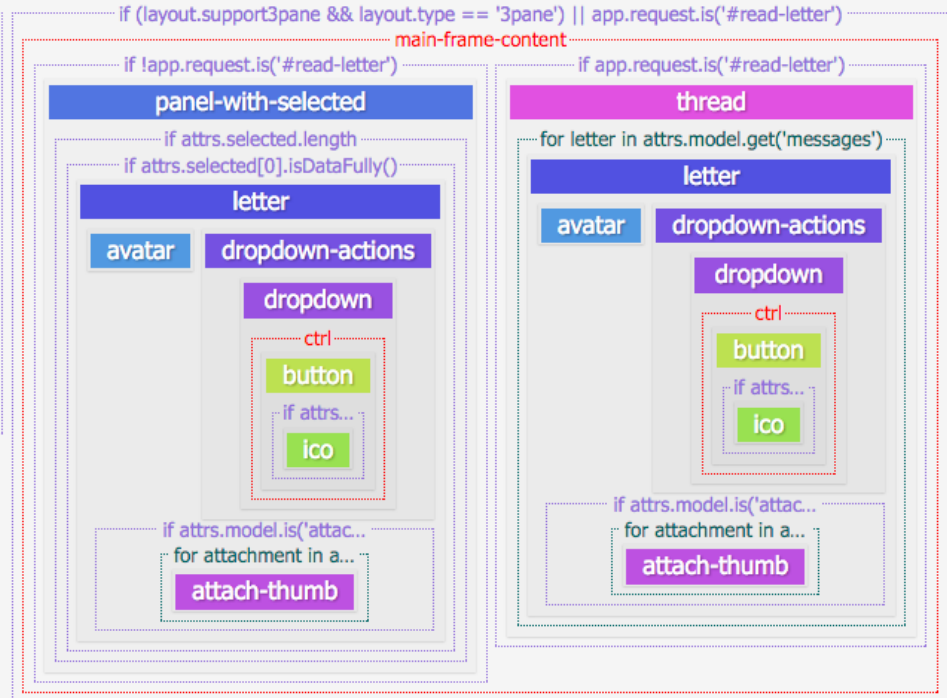 if (layout.support3pane && layout.type == '3pane') || app.request.is('#read-letter')
main-frame-content
if !app.request.is('#read-letter')
panel-with-selected
if attrs.selected.length
if attrs.selected[0].isDataFully()
letter
avatar
dropdown-actions
dropdown
ctrl
button
if attrs...
ico
if attrs.model.is('attac...
for attachment in a...
attach-thumb
if app.request.is('#read-letter')
thread
for letter in attrs.model.get('messages')
letter
avatar
dropdown-actions
dropdown
ctrl
button
if attrs...
ico
if attrs.model.is('attac...
for attachment in a...
attach-thumb